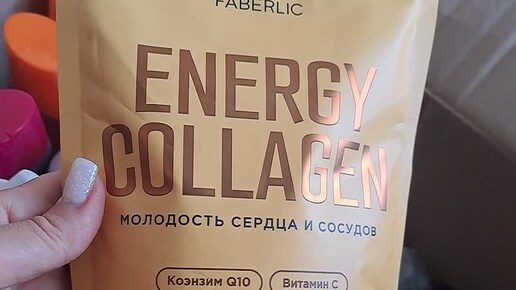 FABERLIC
ENERGY
COLLAGEN
МОЛОДОСТЬ СЕРДЦА И СОСУДОВ
Коэнзим Q10 Витамин С